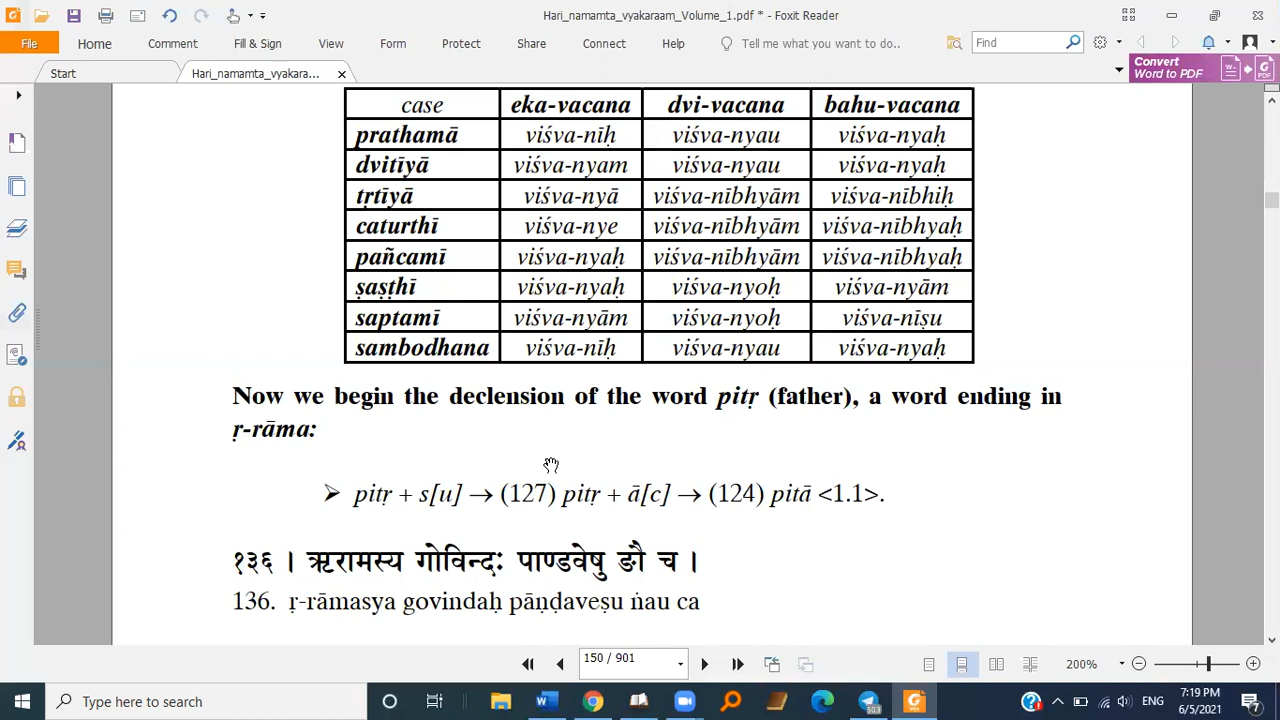 Hari_namamta_vyakaraam_Volume_1.pdf * - Foxit Reader
File Home Comment Fill & Sign View Form Protect Share Connect Help Tell me what you want to do.. Find
Start Hari_namamta_vyakara... Convert Word to PDF
case eka-vacana dvi-vacana bahu-vacana
prathamā viśva-nīḥ viśva-nyau viśva-nyaḥ
dvitīyā viśva-nyam viśva-nyau viśva-nyaḥ
tṛtīyā viśva-nyā viśva-nībhyām viśva-nībhiḥ
caturthī viśva-nye viśva-nībhyām viśva-nībhyaḥ
pañcamī viśva-nyaḥ viśva-nībhyām viśva-nībhyaḥ
ṣaṣṭhī viśva-nyaḥ viśva-nyoḥ viśva-nyām
saptamī viśva-nyām viśva-nyoḥ viśva-nīṣu
sambodhana viśva-nīḥ viśva-nyau viśva-nyaḥ
Now we begin the declension of the word pitṛ (father), a word ending in
ṛ-rāma:
➢ pitṛ + s[u] → (127) pitṛ + ā[c] → (124) pitā <1.1>.
१३६ । ऋरामस्य गोविन्दः पाण्डवेषु ङौ च ।
136. ṛ-rāmasya govindaḥ pāṇḍaveṣu ṅau ca
150 / 901 200%
Type here to search 503 ENG 7:19 PM 6/5/2021 7